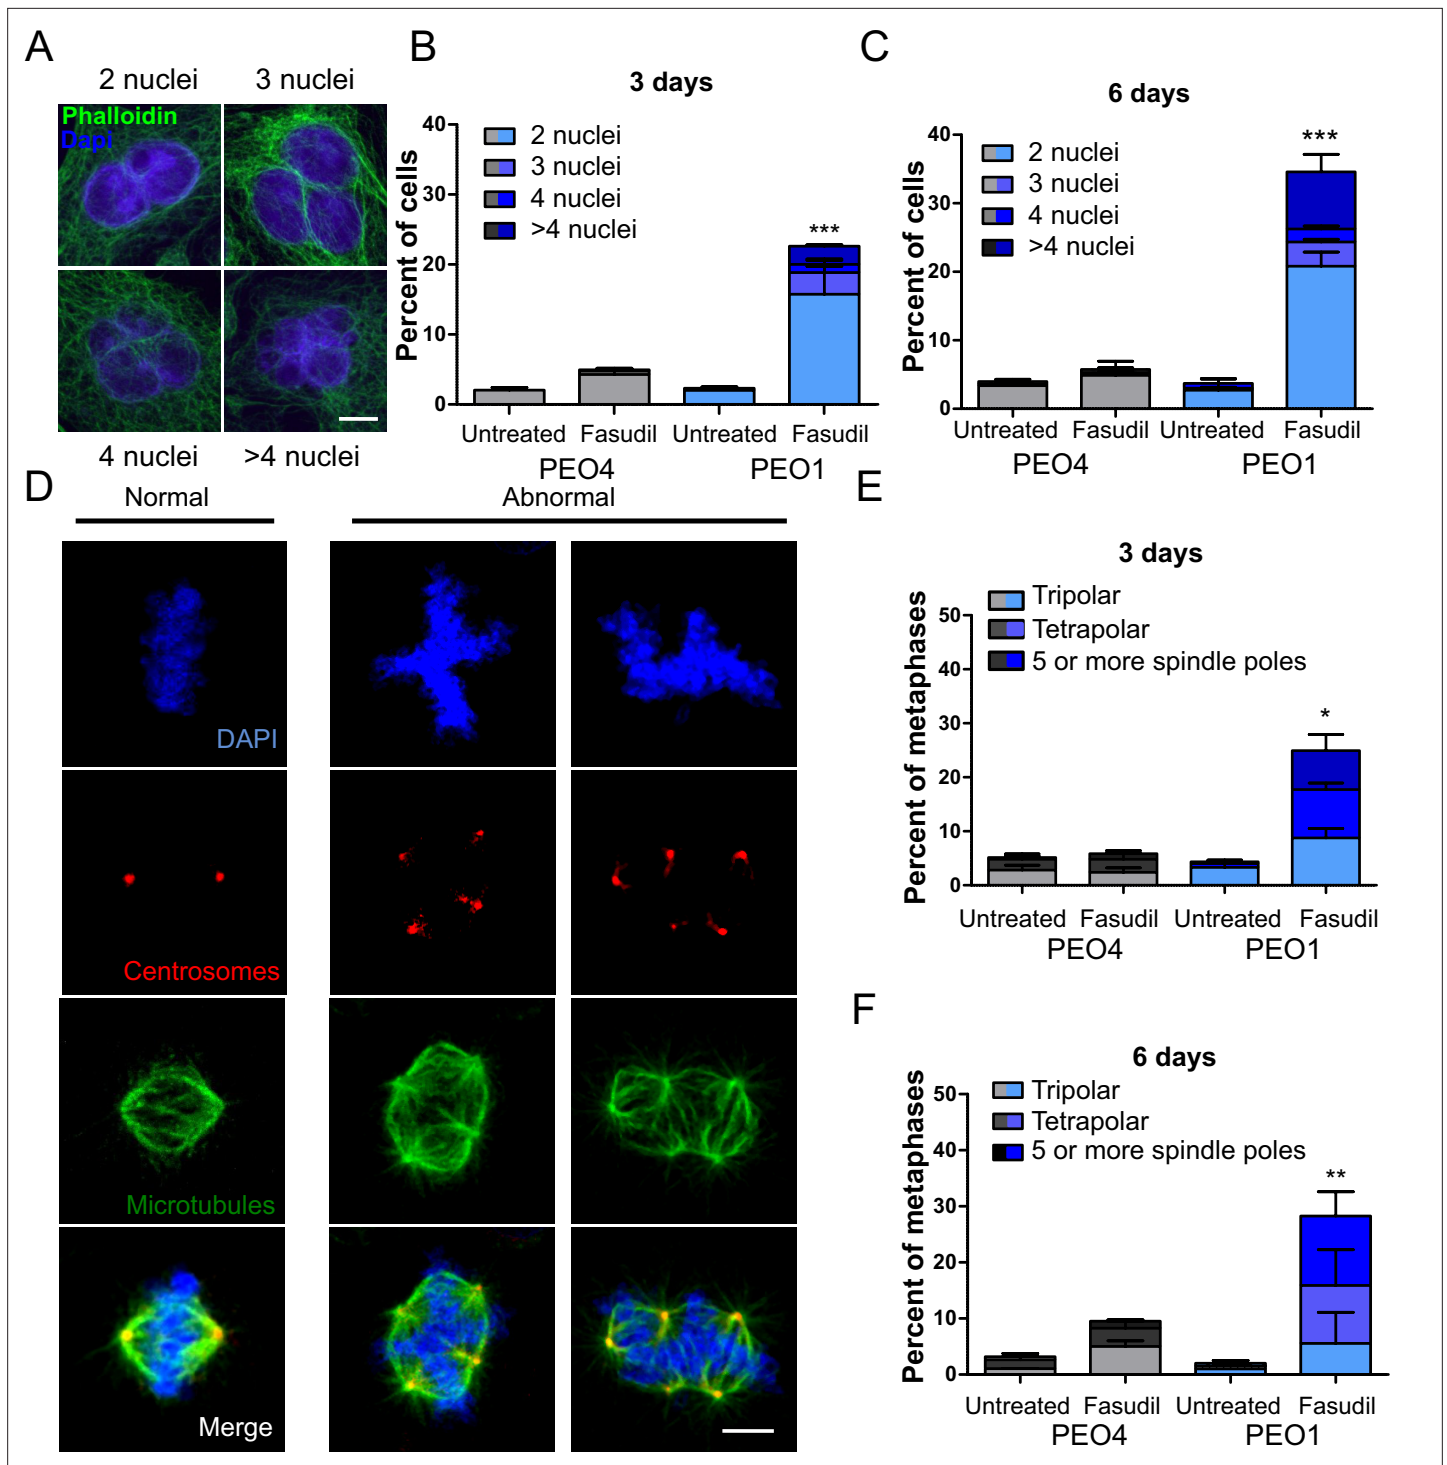 A
2 nuclei 3 nuclei
Phalloidin
Dapi
4 nuclei >4 nuclei
B
3 days
Percent of cells
40
30
20
10
0
2 nuclei
3 nuclei
4 nuclei
>4 nuclei
***
Untreated Fasudil Untreated Fasudil
PEO4 PEO1
C
6 days
Percent of cells
40
30
20
10
0
2 nuclei
3 nuclei
4 nuclei
>4 nuclei
***
Untreated Fasudil Untreated Fasudil
PEO4 PEO1
D
Normal Abnormal
DAPI
Centrosomes
Microtubules
Merge
E
3 days
Percent of metaphases
50
40
30
20
10
0
Tripolar
Tetrapolar
5 or more spindle poles
*
Untreated Fasudil Untreated Fasudil
PEO4 PEO1
F
6 days
Percent of metaphases
50
40
30
20
10
0
Tripolar
Tetrapolar
5 or more spindle poles
**
Untreated Fasudil Untreated Fasudil
PEO4 PEO1